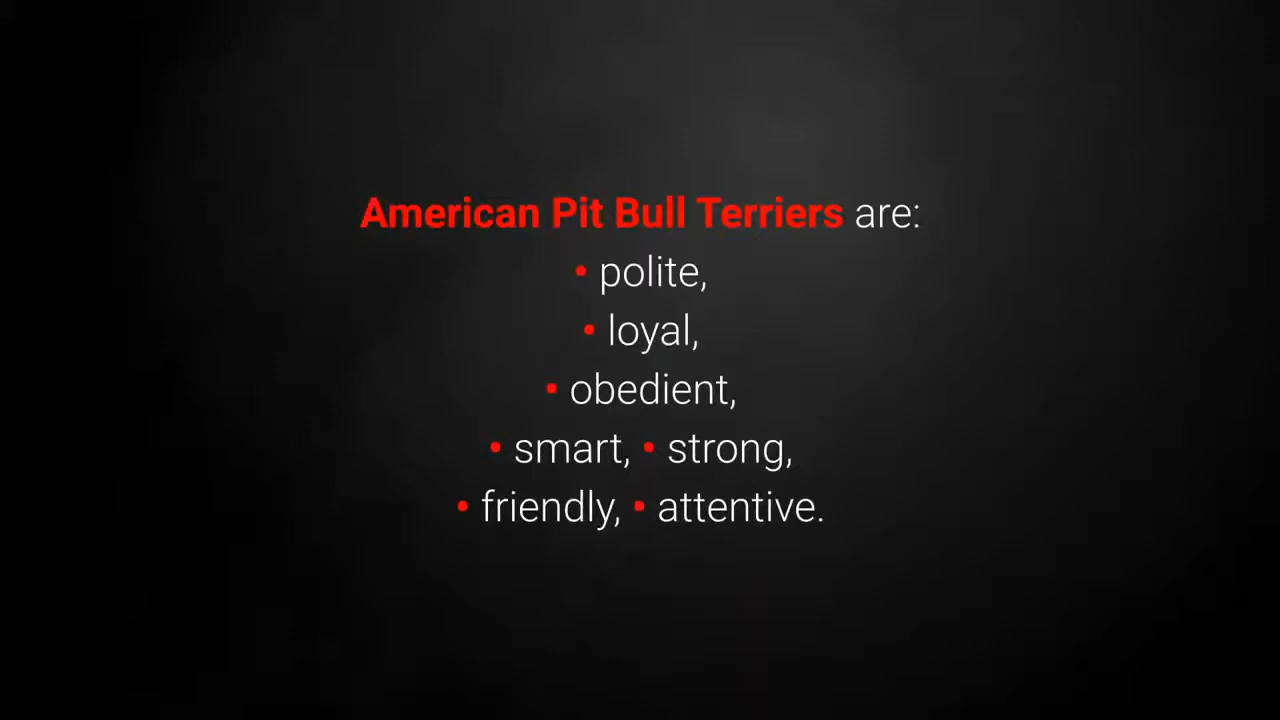 American Pit Bull Terriers are:
• polite,
• loyal,
• obedient,
• smart, • strong,
• friendly, • attentive.